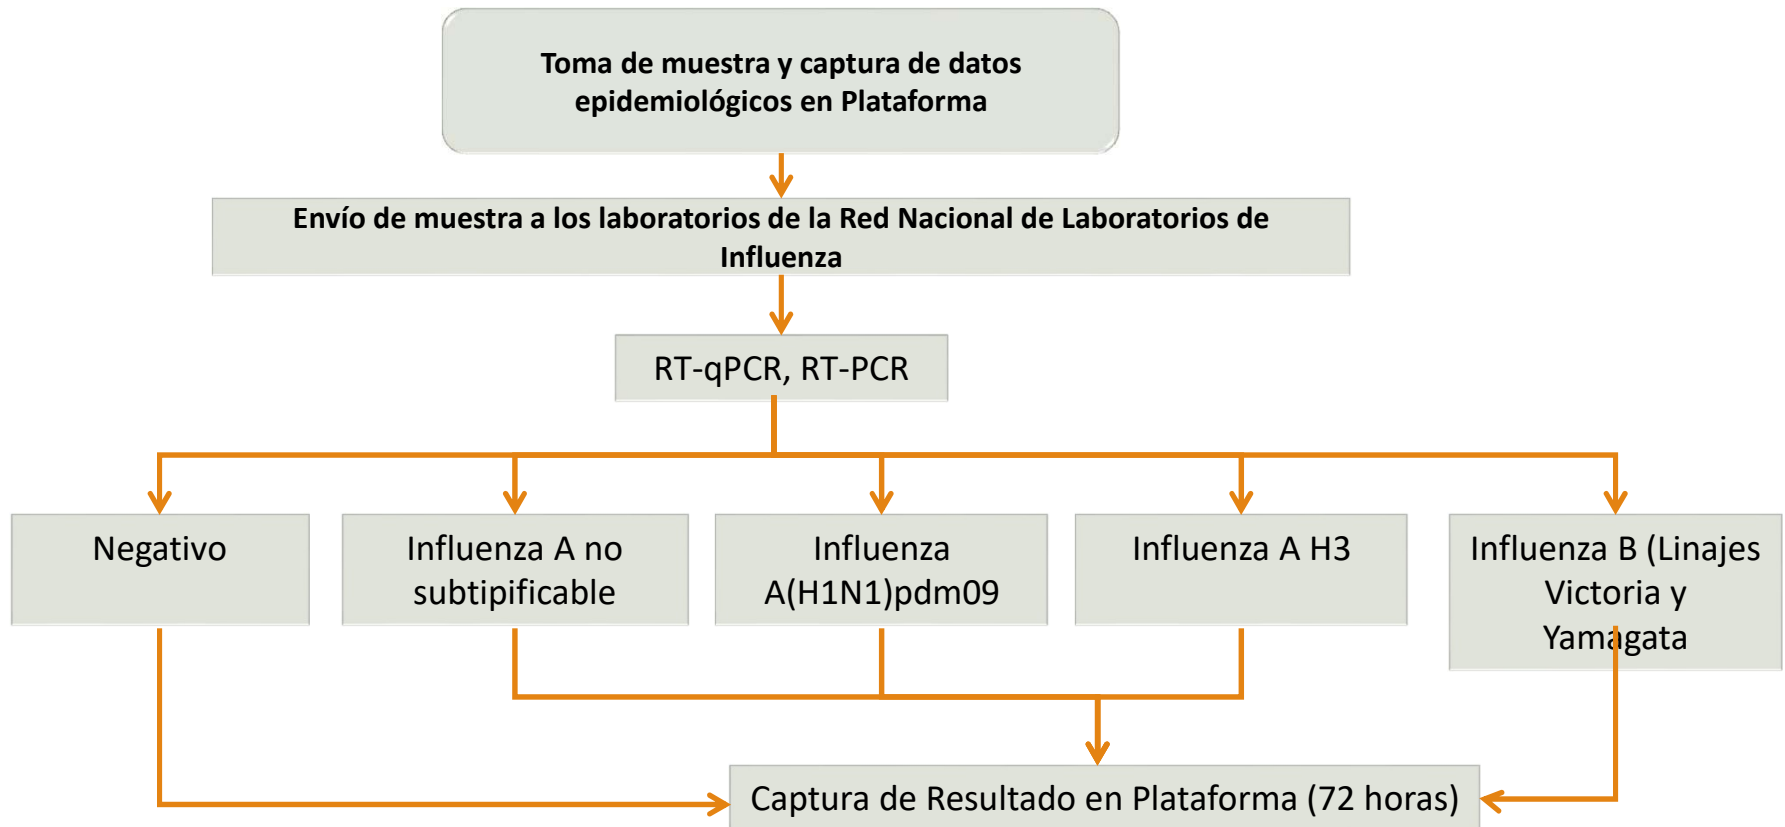 Toma de muestra y captura de datos
epidemiológicos en Plataforma
Envío de muestra a los laboratorios de la Red Nacional de Laboratorios de
Influenza
RT-qPCR, RT-PCR
Negativo
Influenza A no
subtipificable
Influenza
A(H1N1)pdm09
Influenza A H3
Influenza B (Linajes
Victoria y
Yamagata
Captura de Resultado en Plataforma (72 horas)